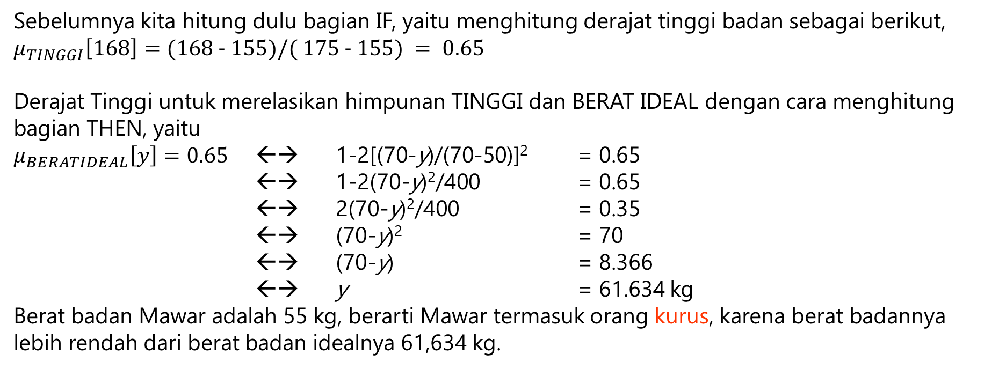 Sebelumnya kita hitung dulu bagian IF, yaitu menghitung derajat tinggi badan sebagai berikut,
μ_TINGGI[168] = (168 - 155)/( 175 - 155) = 0.65
Derajat Tinggi untuk merelasikan himpunan TINGGI dan BERAT IDEAL dengan cara menghitung
bagian THEN, yaitu
μ_BERATIDEAL[y] = 0.65 ←→ 1-2[(70-y)/(70-50)]² = 0.65
←→ 1-2(70-y)²/400 = 0.65
←→ 2(70-y)²/400 = 0.35
←→ (70-y)² = 70
←→ (70-y) = 8.366
←→ y = 61.634 kg
Berat badan Mawar adalah 55 kg, berarti Mawar termasuk orang kurus, karena berat badannya
lebih rendah dari berat badan idealnya 61,634 kg.